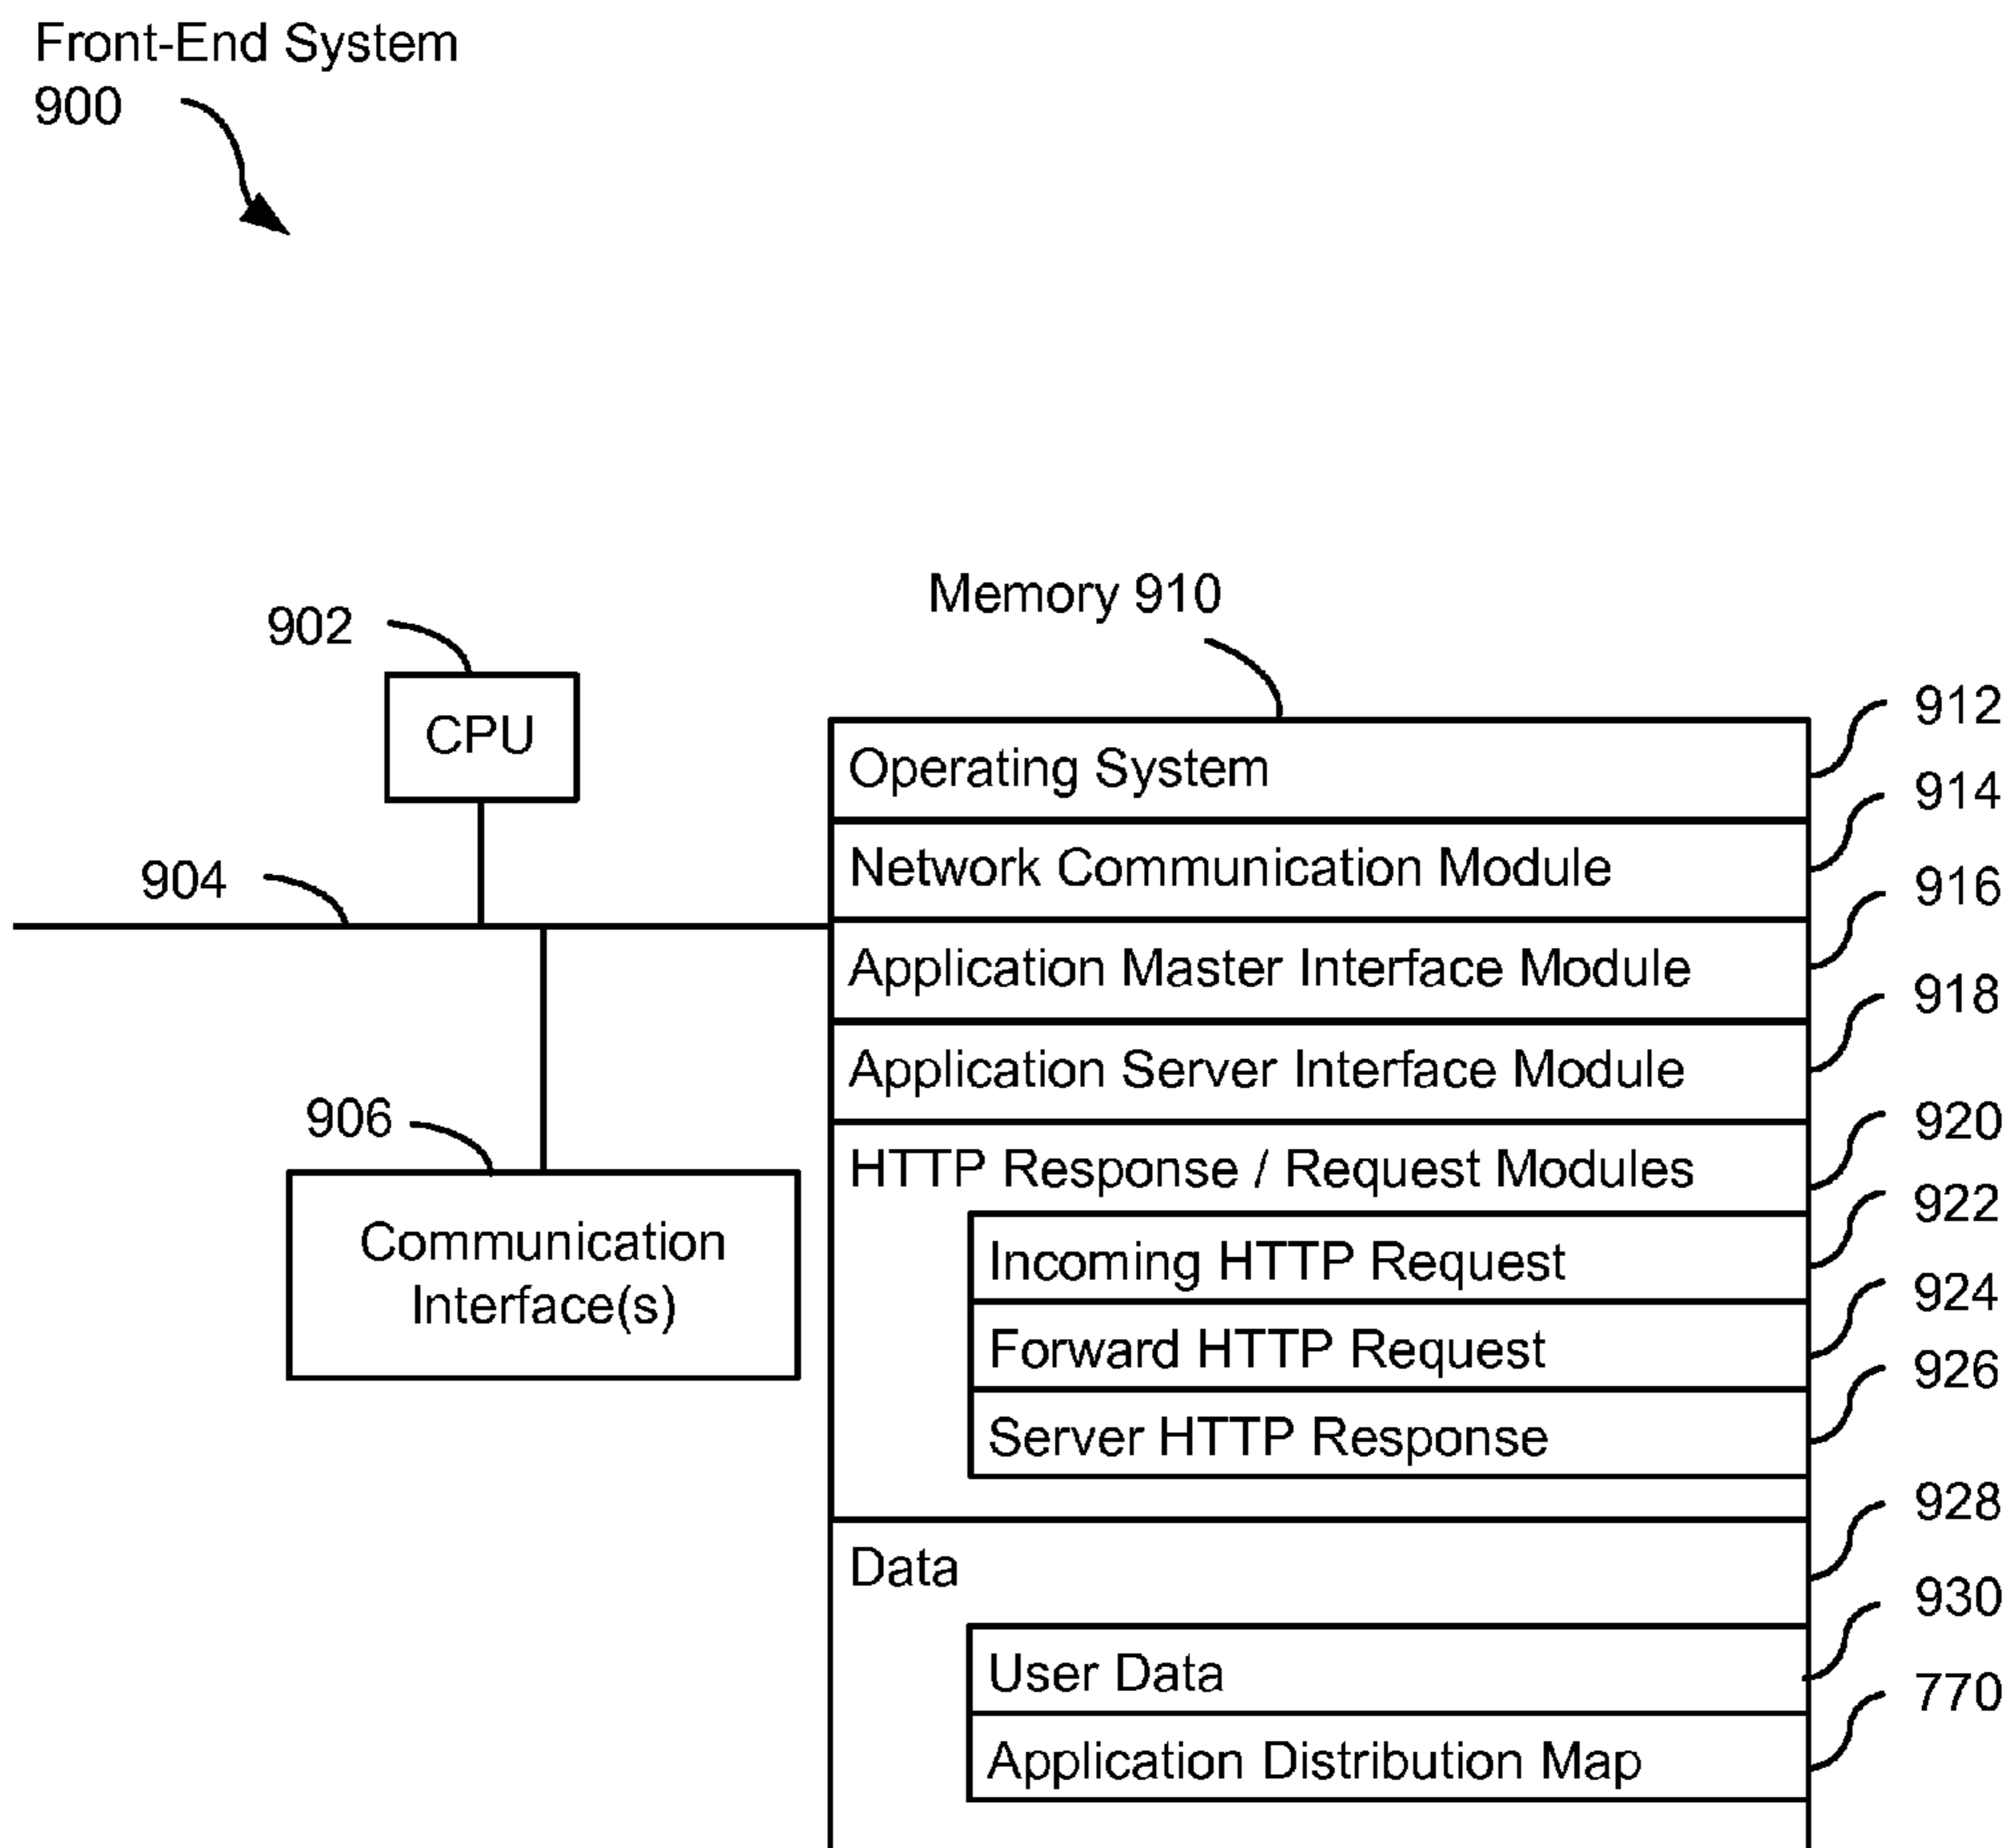 Front-End System
900
Memory 910
902
CPU
912
Operating System
914
Network Communication Module
904
916
Application Master Interface Module
918
Application Server Interface Module
906
920
HTTP Response / Request Modules
Communication
Interface(s)
922
Incoming HTTP Request
924
Forward HTTP Request
926
Server HTTP Response
928
Data
930
User Data
770
Application Distribution Map